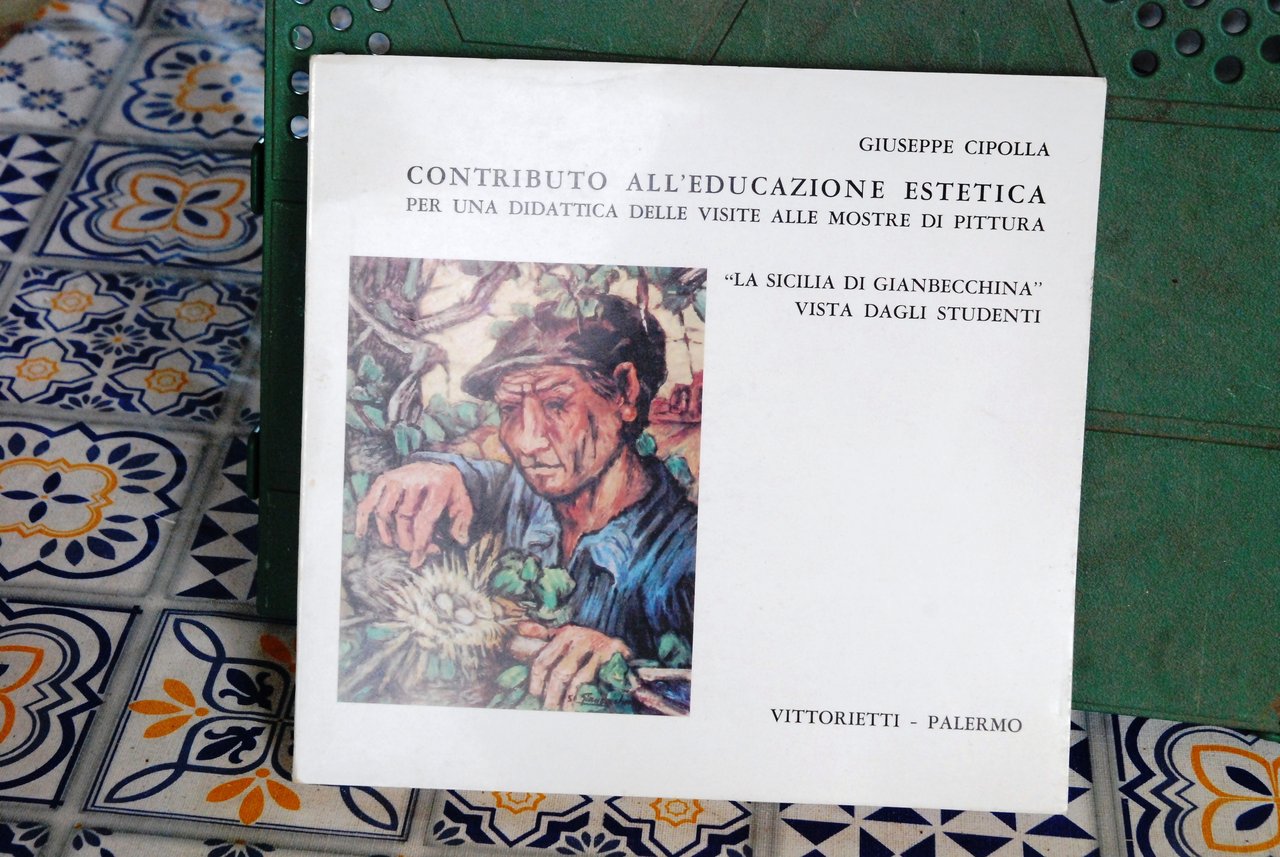 GIUSEPPE CIPOLLA
CONTRIBUTO ALL'EDUCAZIONE ESTETICA
PER UNA DIDATTICA DELLE VISITE ALLE MOSTRE DI PITTURA
“LA SICILIA DI GIANBECCHINA”
VISTA DAGLI STUDENTI
VITTORIETTI - PALERMO